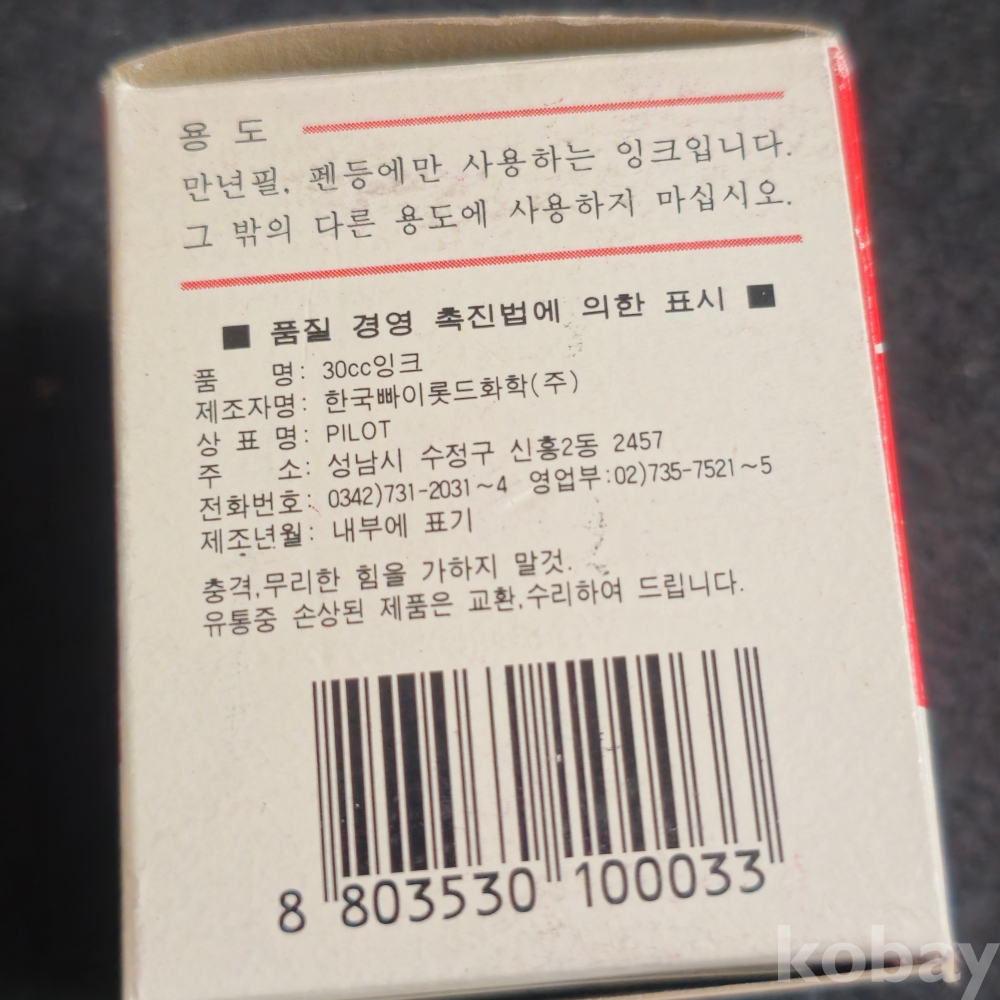 용 도
만년필, 펜등에만 사용하는 잉크입니다.
그 밖의 다른 용도에 사용하지 마십시오.
■ 품질 경영 촉진법에 의한 표시 ■
품 명: 30cc잉크
제조자명: 한국빠이롯드화학(주)
상 표 명: PILOT
주 소: 성남시 수정구 신흥2동 2457
전화번호: 0342)731-2031~4 영업부:02)735-7521~5
제조년월: 내부에 표기
충격,무리한 힘을 가하지 말것.
유통중 손상된 제품은 교환,수리하여 드립니다.
8 803530 100033
kobay